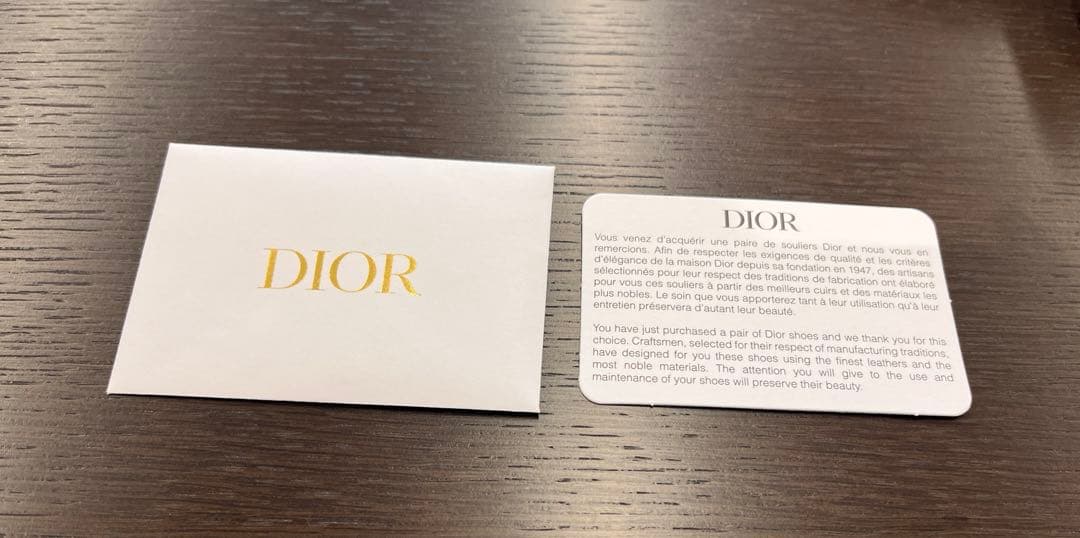 DIOR
DIOR
Vous venez d'acquérir une paire de souliers Dior et nous vous en
remercions. Afin de respecter les exigences de qualité et les critères
d'élégance de la maison Dior depuis sa fondation en 1947, des artisans
sélectionnés pour leur respect des traditions de fabrication ont élaboré
pour vous ces souliers à partir des meilleurs cuirs et des matériaux les
plus nobles. Le soin que vous apporterez tant à leur utilisation qu'à leur
entretien préservera d'autant leur beauté.
You have just purchased a pair of Dior shoes and we thank you for this
choice. Craftsmen, selected for their respect of manufacturing traditions,
have designed for you these shoes using the finest leathers and the
most noble materials. The attention you will give to the use and
maintenance of your shoes will preserve their beauty.